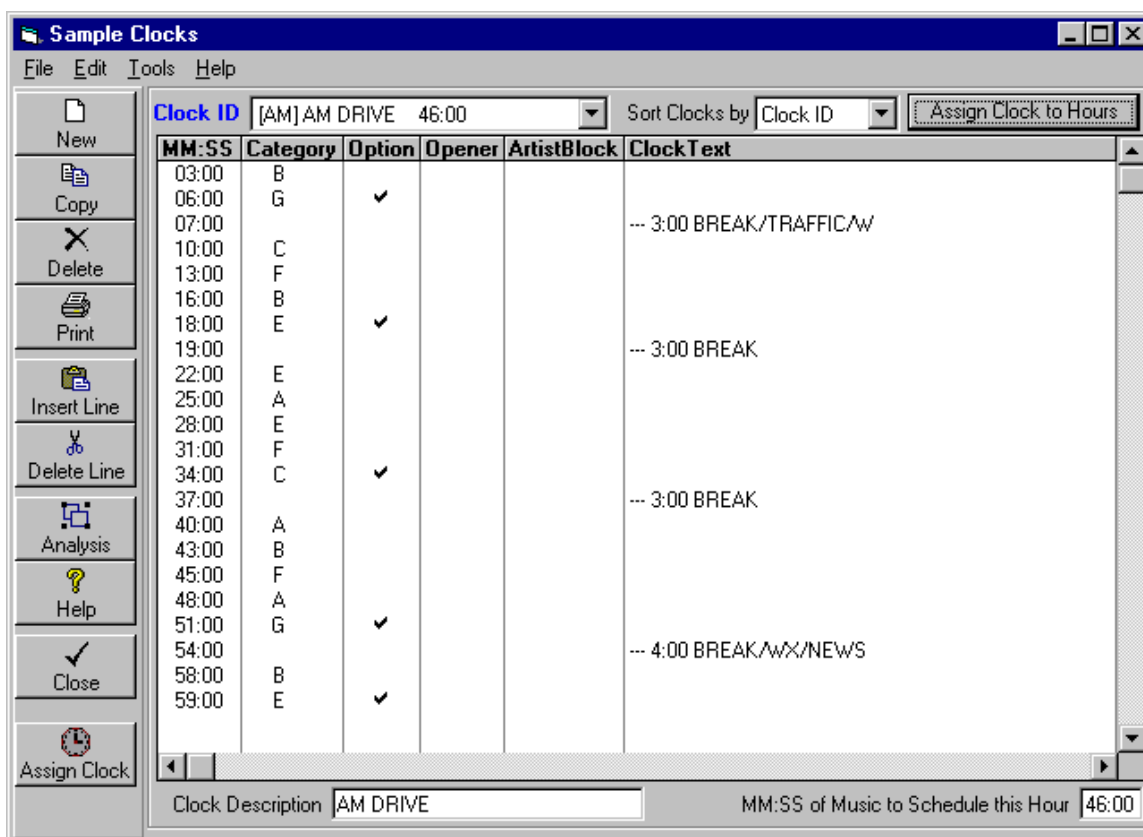 Sample Clocks
File Edit Tools Help
New
Copy
Delete
Print
Insert Line
Delete Line
Analysis
Help
Close
Assign Clock
Clock ID [AM] AM DRIVE 46:00 Sort Clocks by Clock ID Assign Clock to Hours
MM:SS Category Option Opener ArtistBlock ClockText
03:00 B
06:00 G ✔
07:00 --- 3:00 BREAK/TRAFFIC/W
10:00 C
13:00 F
16:00 B
18:00 E ✔
19:00 --- 3:00 BREAK
22:00 E
25:00 A
28:00 E
31:00 F
34:00 C ✔
37:00 --- 3:00 BREAK
40:00 A
43:00 B
45:00 F
48:00 A
51:00 G ✔
54:00 --- 4:00 BREAK/WX/NEWS
58:00 B
59:00 E ✔
Clock Description AM DRIVE MM:SS of Music to Schedule this Hour 46:00